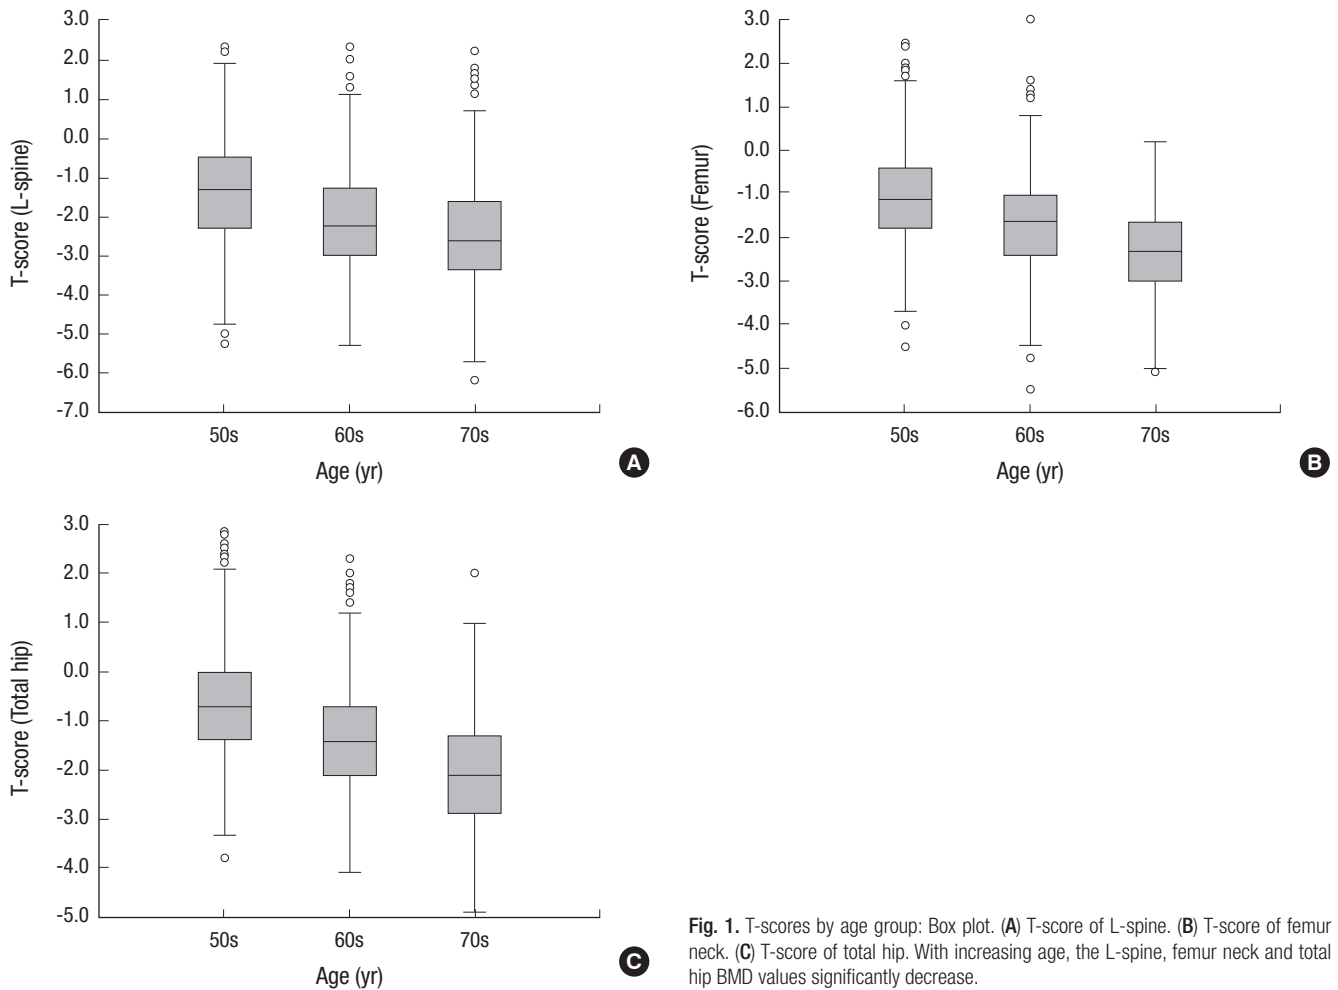 3.0
2.0
1.0
0.0
-1.0
-2.0
-3.0
-4.0
-5.0
-6.0
-7.0
T-score (L-spine)
50s 60s 70s
Age (yr)
A
3.0
2.0
1.0
0.0
-1.0
-2.0
-3.0
-4.0
-5.0
-6.0
T-score (Femur)
50s 60s 70s
Age (yr)
B
3.0
2.0
1.0
0.0
-1.0
-2.0
-3.0
-4.0
-5.0
T-score (Total hip)
50s 60s 70s
Age (yr)
C
Fig. 1. T-scores by age group: Box plot. (A) T-score of L-spine. (B) T-score of femur
neck. (C) T-score of total hip. With increasing age, the L-spine, femur neck and total
hip BMD values significantly decrease.